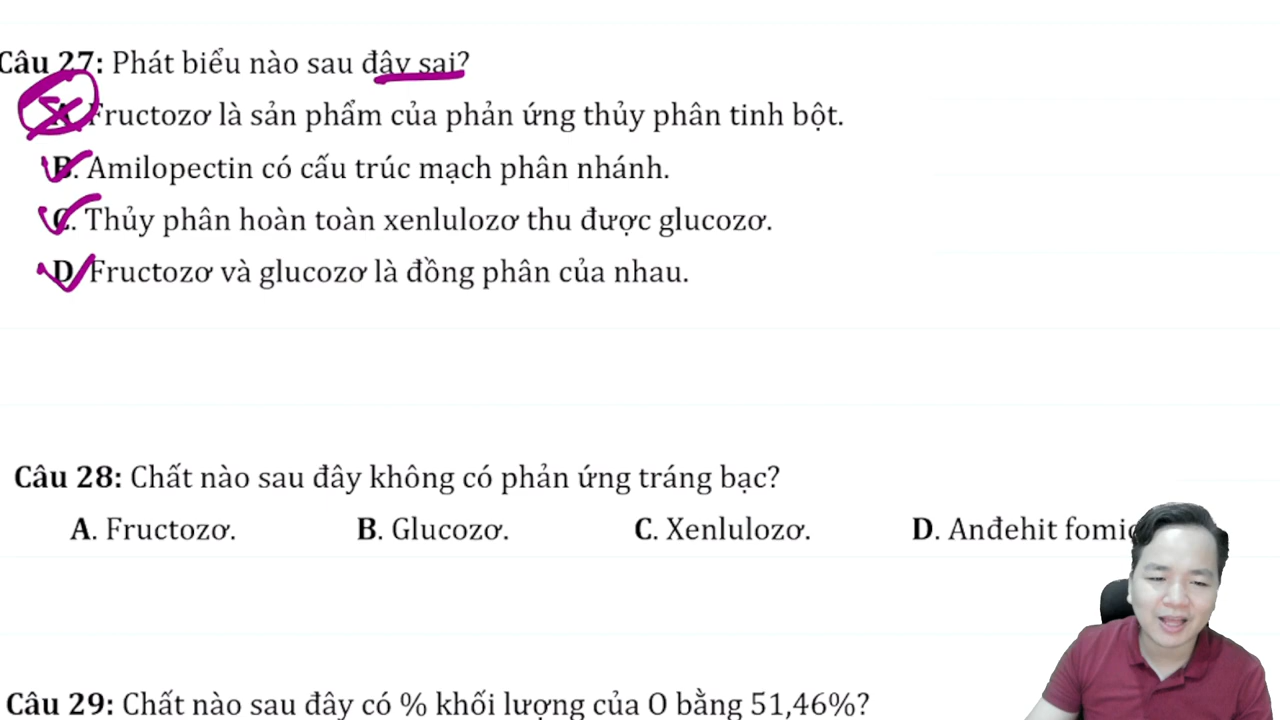 Câu 27: Phát biểu nào sau đây sai?
A. Fructozơ là sản phẩm của phản ứng thủy phân tinh bột.
B. Amilopectin có cấu trúc mạch phân nhánh.
C. Thủy phân hoàn toàn xenlulozơ thu được glucozơ.
D. Fructozơ và glucozơ là đồng phân của nhau.
Câu 28: Chất nào sau đây không có phản ứng tráng bạc?
A. Fructozơ. B. Glucozơ. C. Xenlulozơ. D. Anđehit fomic
Câu 29: Chất nào sau đây có % khối lượng của O bằng 51,46%?